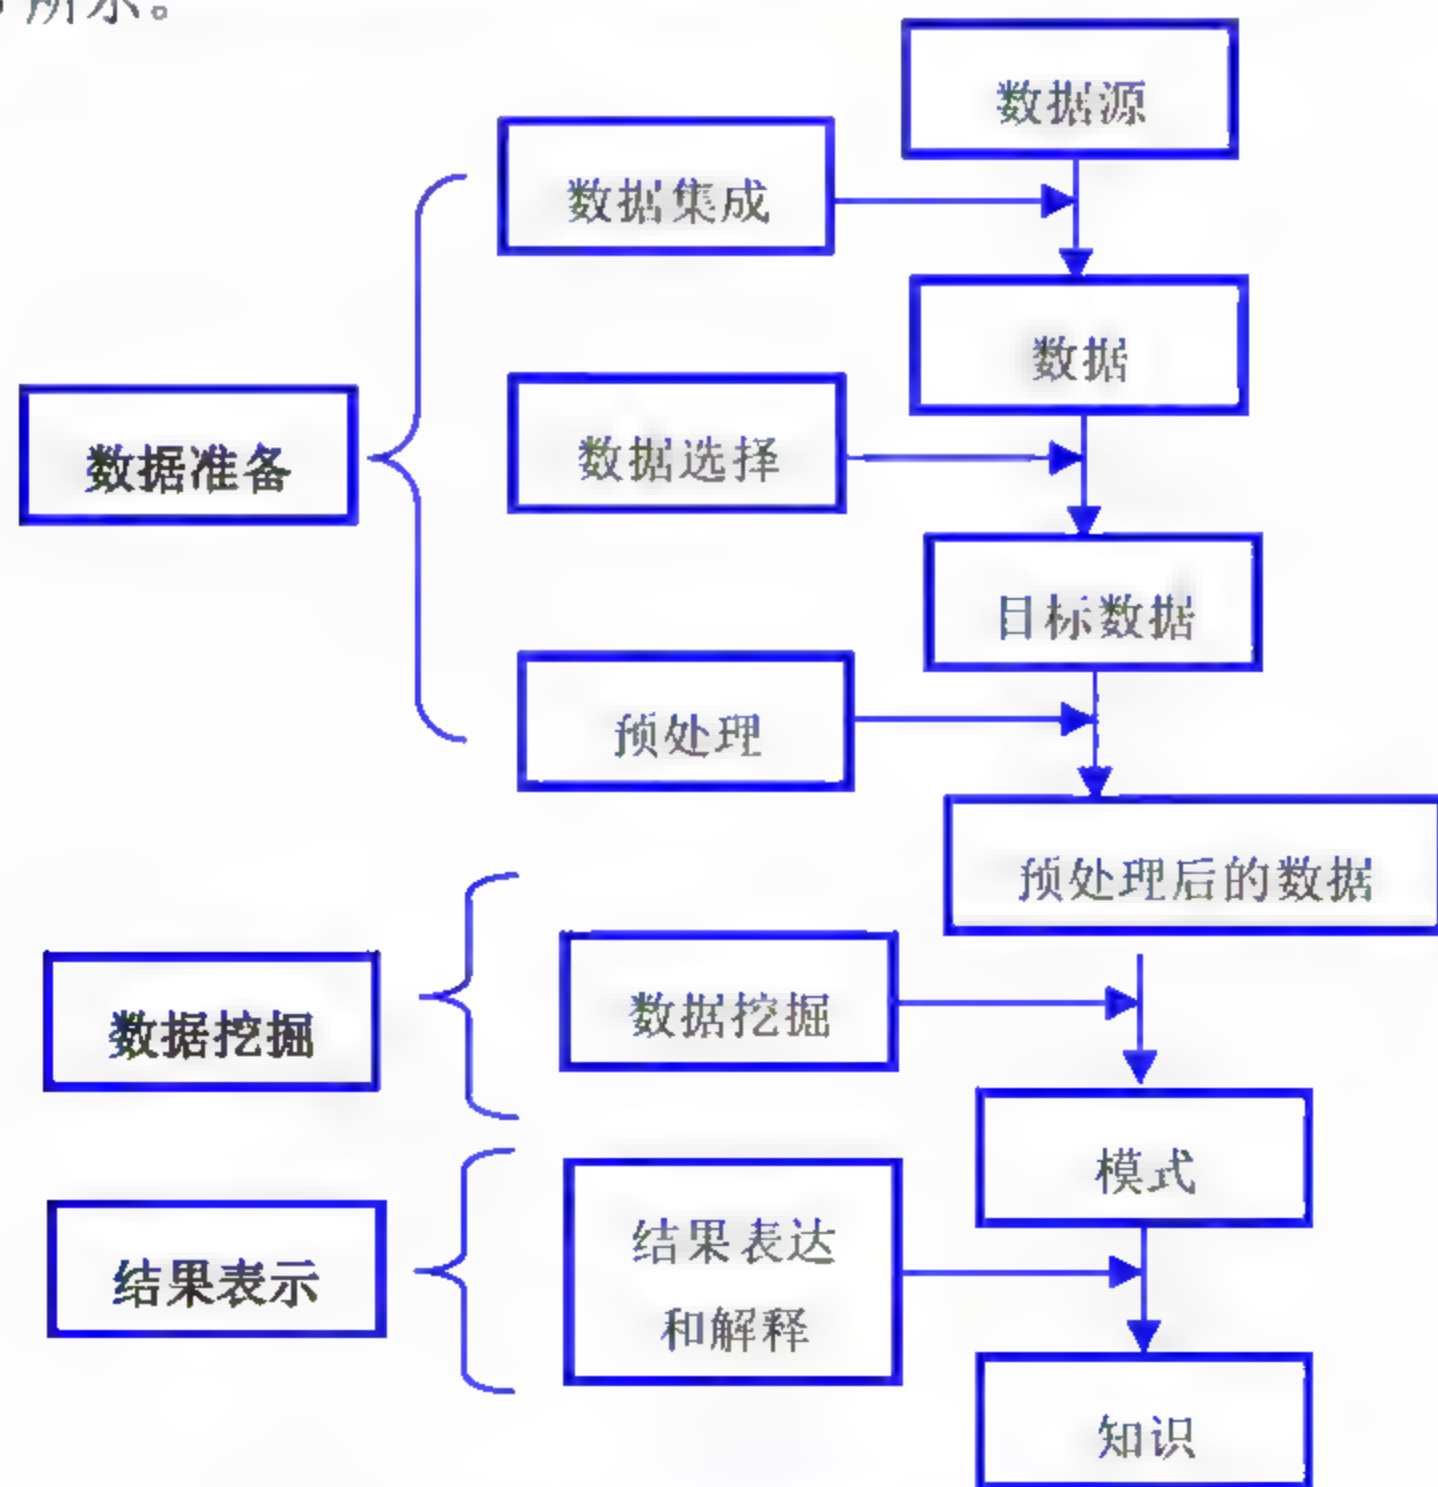 所示。
数据源
数据集成
数据
数据准备
数据选择
目标数据
预处理
预处理后的数据
数据挖掘
数据挖掘
模式
结果表示
结果表达
和解释
知识